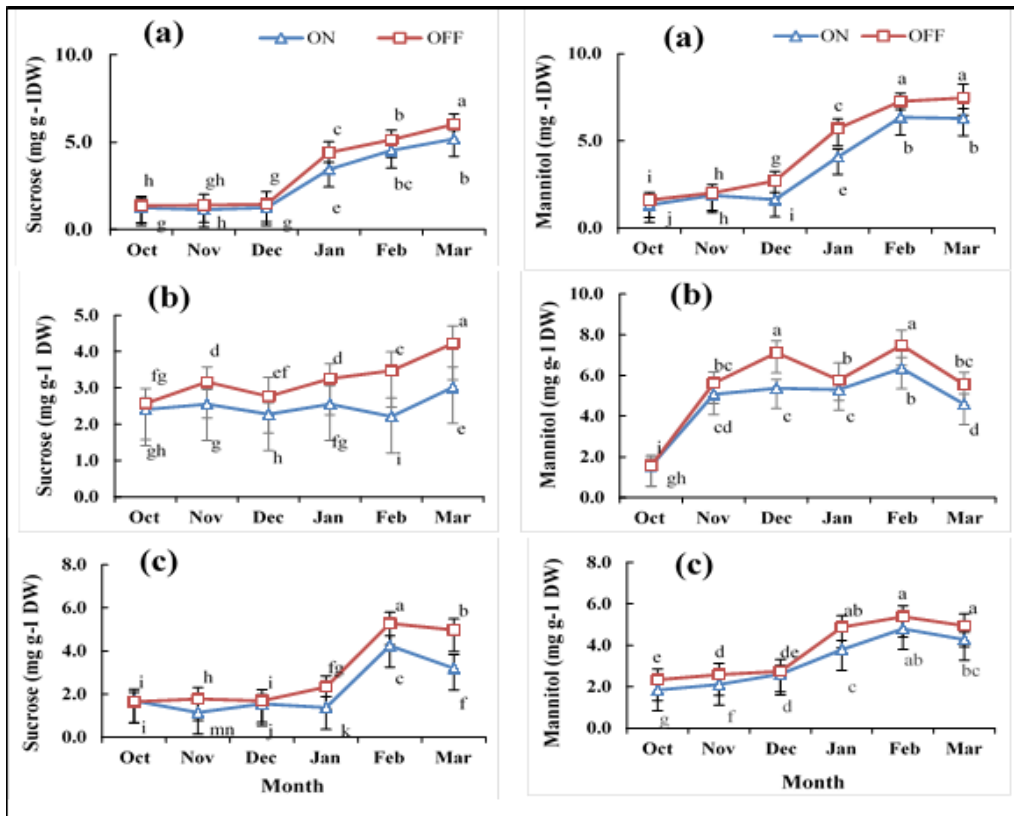 (a)
ON OFF
Sucrose (mg g -1DW)
10.0
5.0
0.0
h gh g c b a
g h g e bc b
Oct Nov Dec Jan Feb Mar
(a)
ON OFF
Mannitol (mg -1DW)
10.0
5.0
0.0
i h g c a a
j h i e b b
Oct Nov Dec Jan Feb Mar
(b)
Sucrose (mg g-1 DW)
5.0
4.0
3.0
2.0
1.0
0.0
fg d ef d c a
gh g h fg i e
Oct Nov Dec Jan Feb Mar
(b)
Mannitol (mg g-1 DW)
10.0
8.0
6.0
4.0
2.0
0.0
i bc a b a bc
gh cd c c b d
Oct Nov Dec Jan Feb Mar
(c)
Sucrose (mg g-1 DW)
8.0
6.0
4.0
2.0
0.0
i h i fg a b
i mn j k c f
Oct Nov Dec Jan Feb Mar
Month
(c)
Mannitol (mg g-1 DW)
8.0
6.0
4.0
2.0
0.0
e d de ab a a
g f d c ab bc
Oct Nov Dec Jan Feb Mar
Month